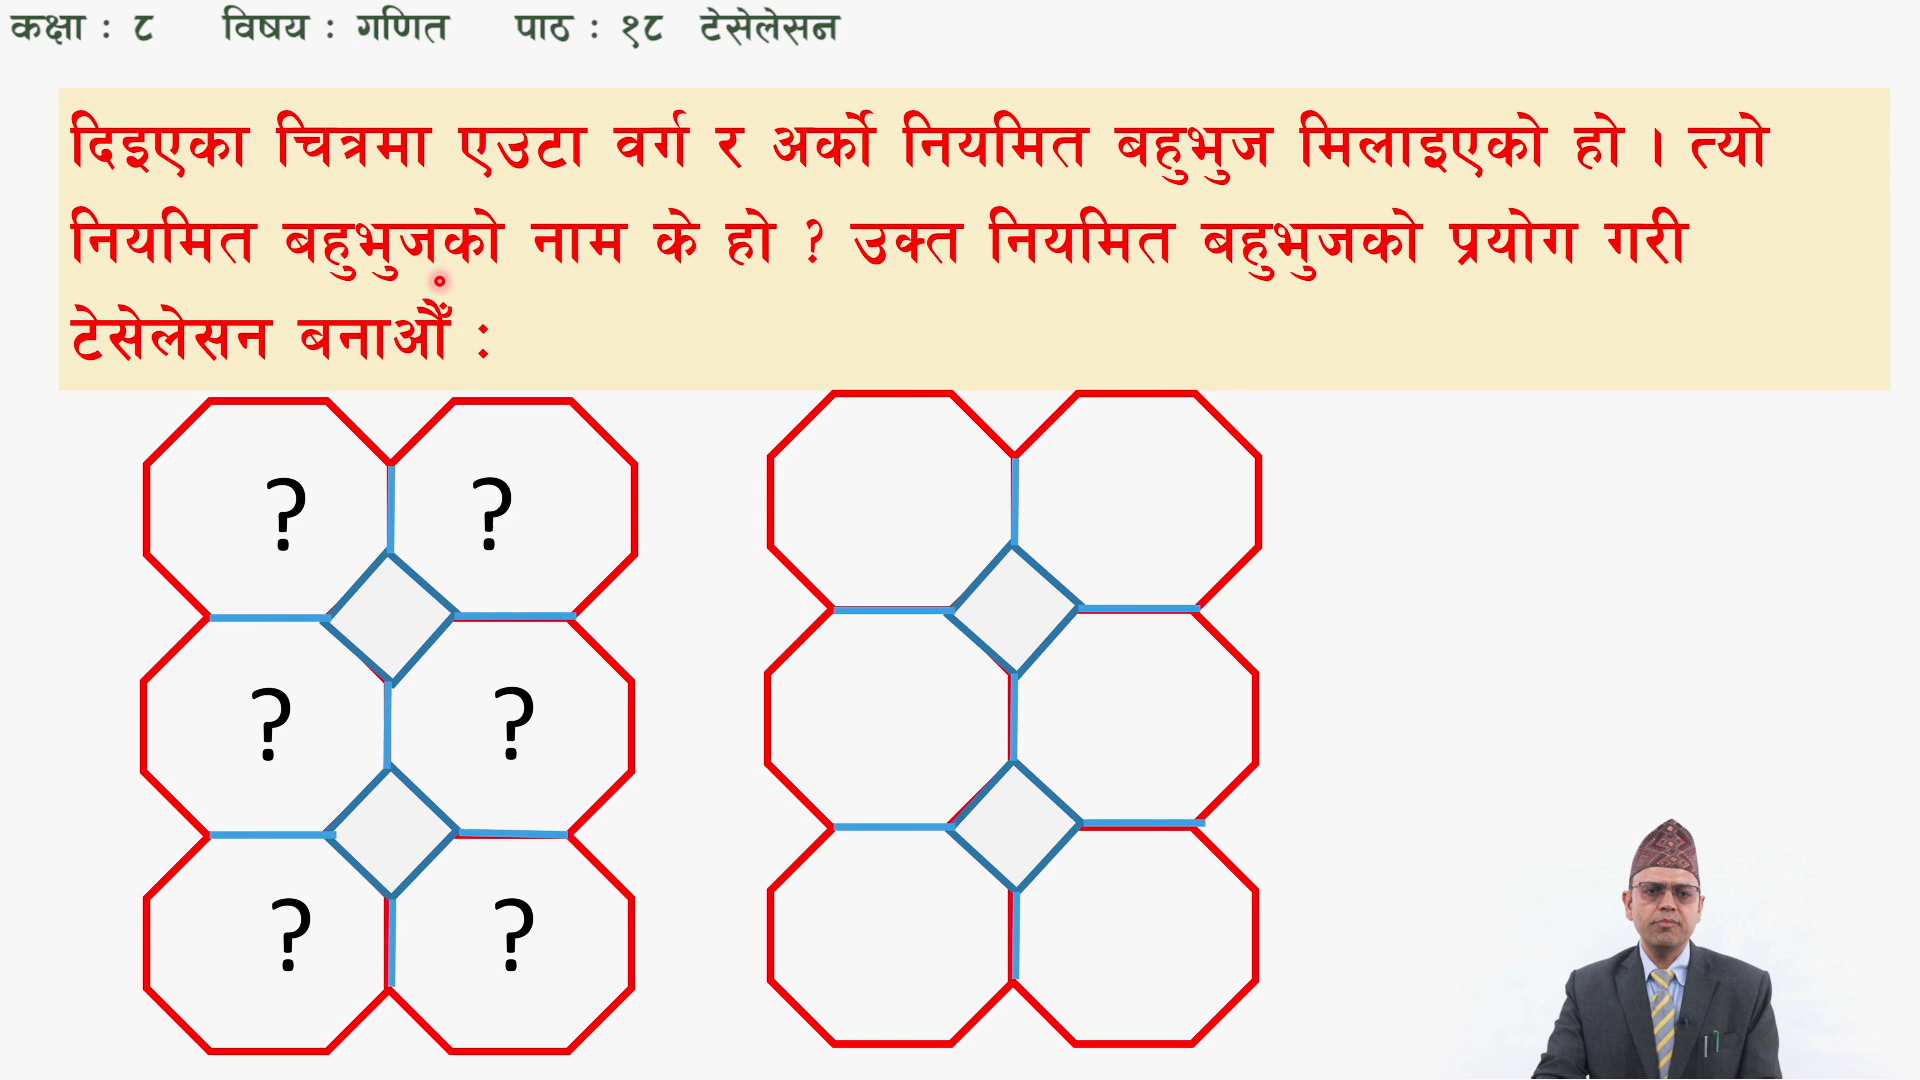 कक्षा : ८ विषय : गणित पाठ : १८ टेसेलेसन
दिइएका चित्रमा एउटा वर्ग र अर्को नियमित बहुभुज मिलाइएको हो । त्यो
नियमित बहुभुजको नाम के हो ? उक्त नियमित बहुभुजको प्रयोग गरी
टेसेलेसन बनाऔँ :
? ?
? ?
? ?